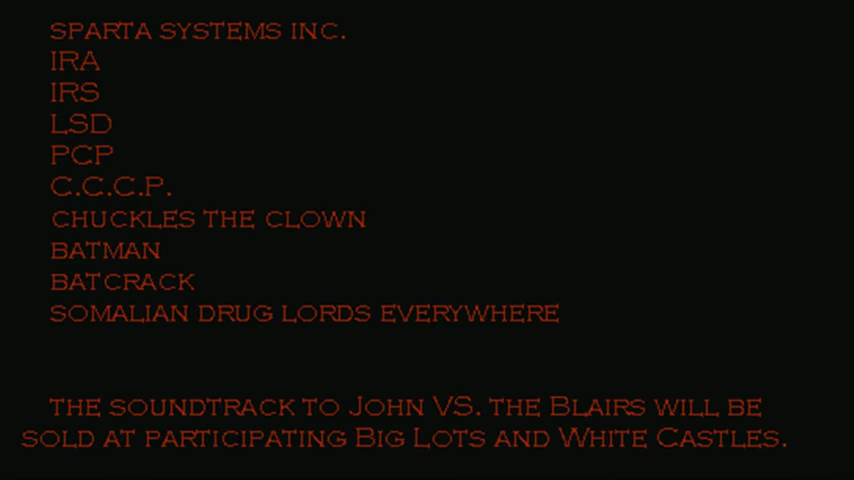 SPARTA SYSTEMS INC.
IRA
IRS
LSD
PCP
C.C.C.P.
CHUCKLES THE CLOWN
BATMAN
BATCRACK
SOMALIAN DRUG LORDS EVERYWHERE
THE SOUNDTRACK TO JOHN VS. THE BLAIRS WILL BE
SOLD AT PARTICIPATING BIG LOTS AND WHITE CASTLES.